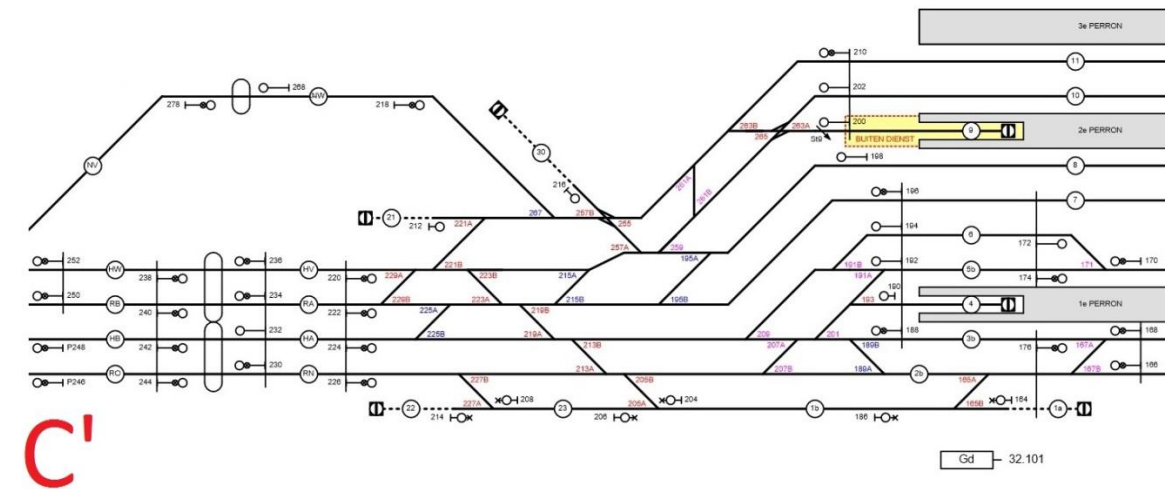 3e PERRON
210
11
278 268 NW 218
202
10
200
263B 265 263A St9
BUITEN DIENST 9
2e PERRON
30
NV
198
8
216
261A 261B
196
7
21 212 221A 267 257B 255
194
6 172
257A 259 195A
252 HW 238 236 HV 220 229A 221B 223B 215A
192 191B 191A 5b 174 171 170
250 RB 240 234 RA 222 229B 225A 223A 219B 215B 195B
190 193 4
1e PERRON
P248 HB 242 232 HA 224 225B 219A 213B 209 207A 201 188 189B 3b 176 167A 168
P246 RO 244 230 RN 226 227B 213A 205B 207B 189A 2b 165A 167B 166
22 214 227A 208 23 206 205A 204 1b 186 165B 164 1a
C'
Gd 32.101